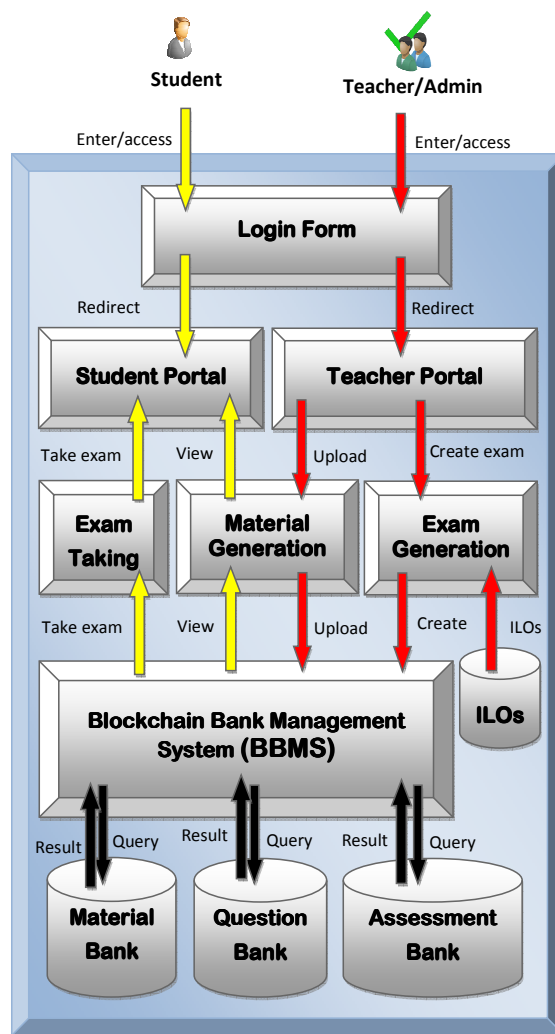 Student
Teacher/Admin
Enter/access
Enter/access
Login Form
Redirect
Redirect
Student Portal
Teacher Portal
Take exam
View
Upload
Create exam
Exam
Taking
Material
Generation
Exam
Generation
Take exam
View
Upload
Create
ILOs
Blockchain Bank Management
System (BBMS)
ILOs
Result
Query
Result
Query
Result
Query
Material
Bank
Question
Bank
Assessment
Bank